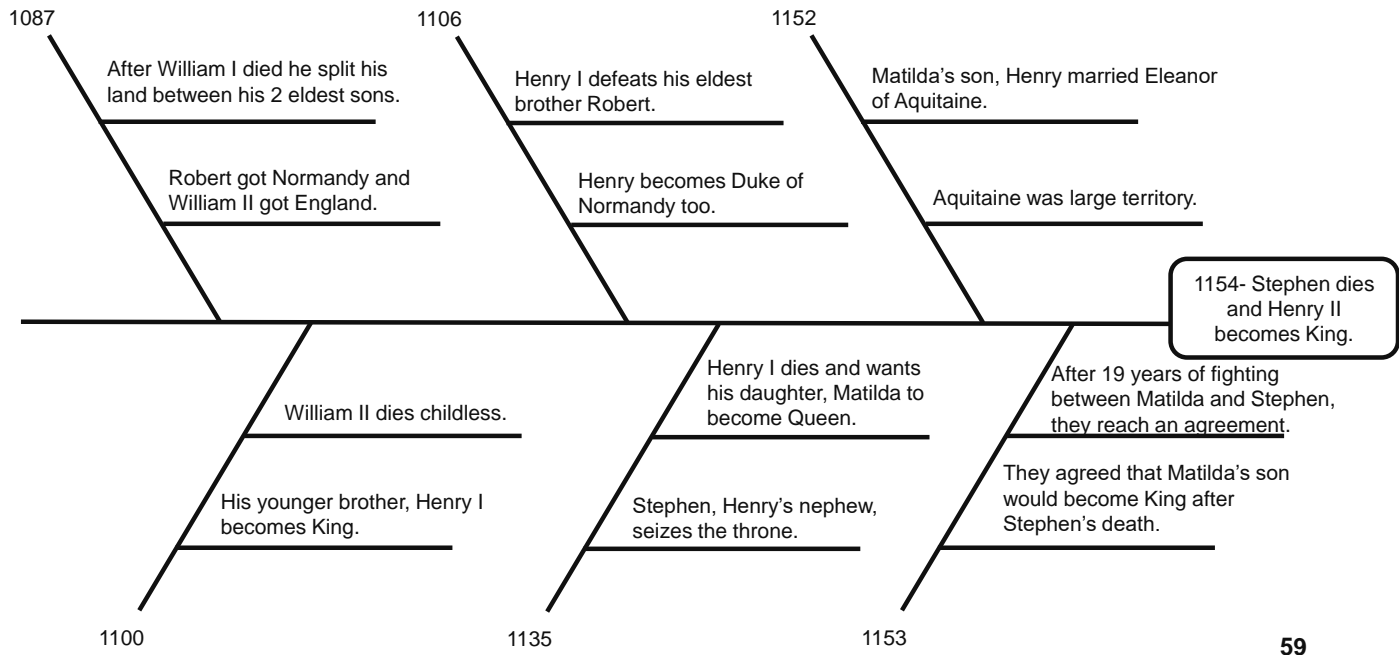 1087
After William I died he split his
land between his 2 eldest sons.
Robert got Normandy and
William II got England.
1106
Henry I defeats his eldest
brother Robert.
Henry becomes Duke of
Normandy too.
1152
Matilda’s son, Henry married Eleanor
of Aquitaine.
Aquitaine was large territory.
1154- Stephen dies
and Henry II
becomes King.
William II dies childless.
His younger brother, Henry I
becomes King.
1100
Henry I dies and wants
his daughter, Matilda to
become Queen.
Stephen, Henry’s nephew,
seizes the throne.
1135
After 19 years of fighting
between Matilda and Stephen,
they reach an agreement.
They agreed that Matilda’s son
would become King after
Stephen’s death.
1153
59